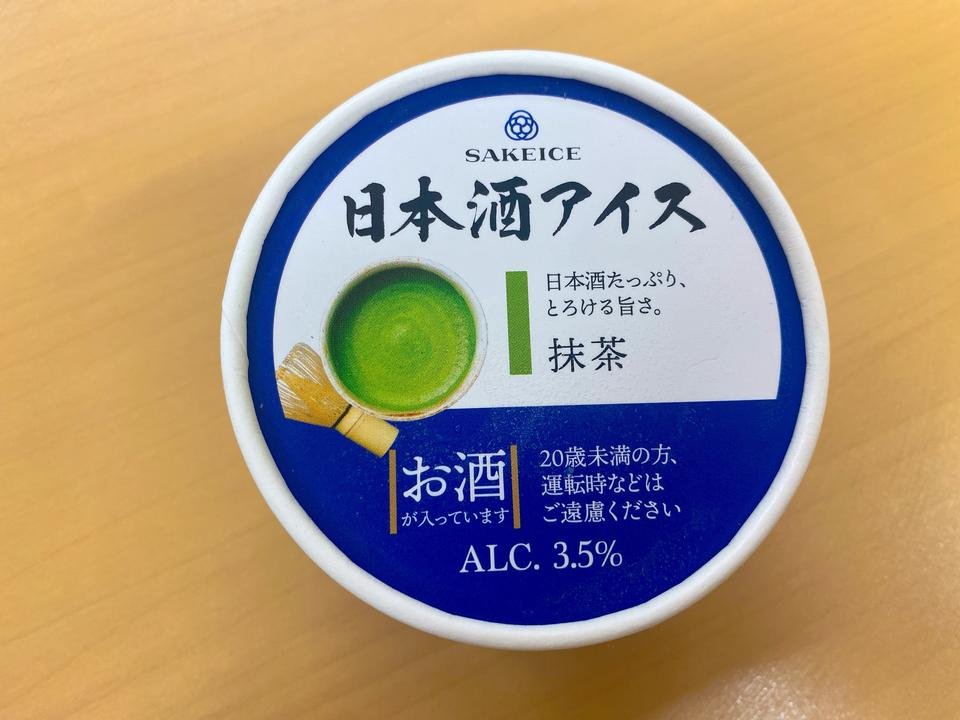 SAKEICE
日本酒アイス
日本酒たっぷり、
とろける旨さ。
抹茶
お酒
が入っています
20歳未満の方、
運転時などは
ご遠慮ください
ALC. 3.5%